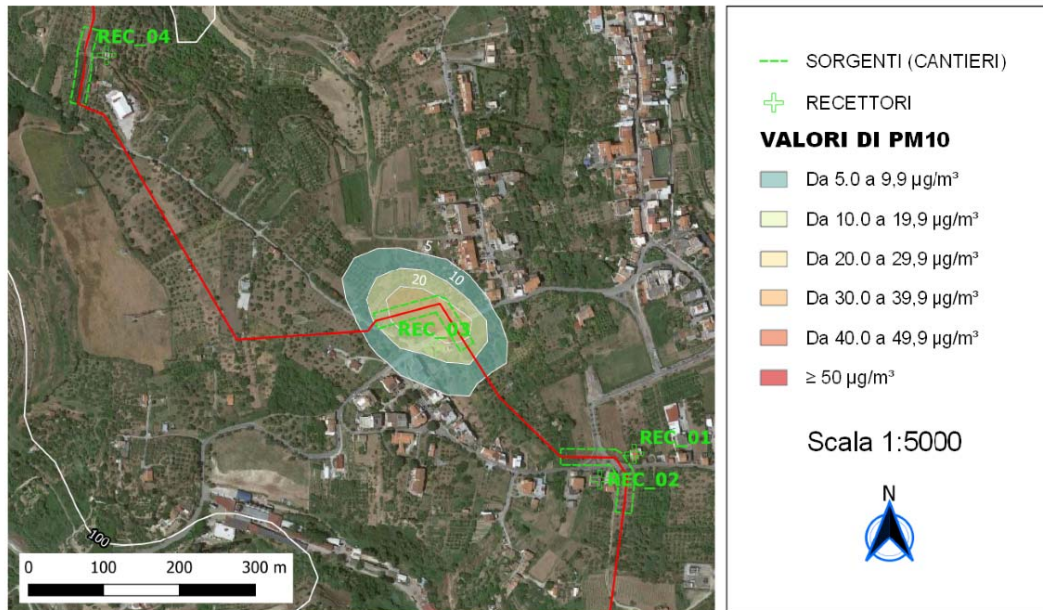 REC_04
5
10
20
REC_03
REC_01
REC_02
100
0 100 200 300 m
SORGENTI (CANTIERI)
RECETTORI
VALORI DI PM10
Da 5.0 a 9,9 µg/m³
Da 10.0 a 19,9 µg/m³
Da 20.0 a 29,9 µg/m³
Da 30.0 a 39,9 µg/m³
Da 40.0 a 49,9 µg/m³
≥ 50 µg/m³
Scala 1:5000
N